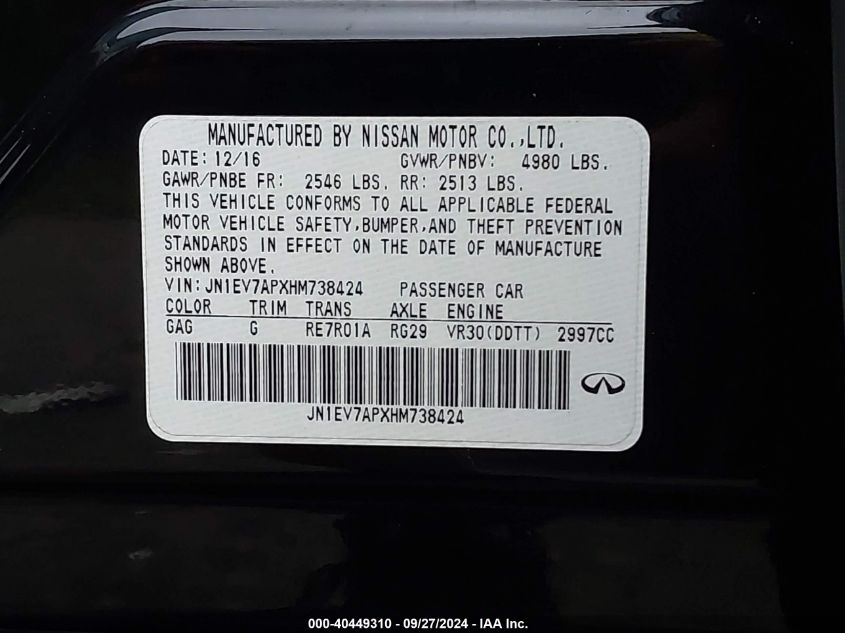 MANUFACTURED BY NISSAN MOTOR CO.,LTD.
DATE: 12/16 GVWR/PNBV: 4980 LBS.
GAWR/PNBE FR: 2546 LBS. RR: 2513 LBS.
THIS VEHICLE CONFORMS TO ALL APPLICABLE FEDERAL
MOTOR VEHICLE SAFETY,BUMPER,AND THEFT PREVENTION
STANDARDS IN EFFECT ON THE DATE OF MANUFACTURE
SHOWN ABOVE.
VIN:JN1EV7APXHM738424 PASSENGER CAR
COLOR TRIM TRANS AXLE ENGINE
GAG G RE7R01A RG29 VR30(DDTT) 2997CC
JN1EV7APXHM738424
000-40449310 - 09/27/2024 - IAA Inc.